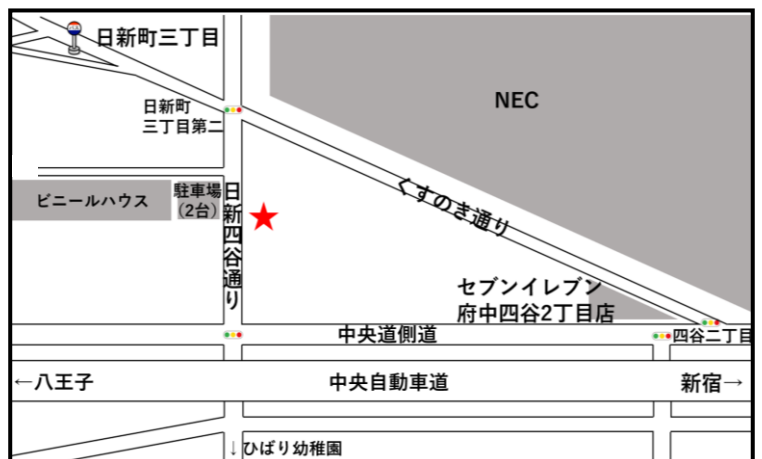 日新町三丁目
NEC
日新町
三丁目第二
ビニールハウス
駐車場
（2台）
日新四谷通り
くすのき通り
セブンイレブン
府中四谷2丁目店
中央道側道
四谷二丁目
←八王子
中央自動車道
新宿→
↓ひばり幼稚園